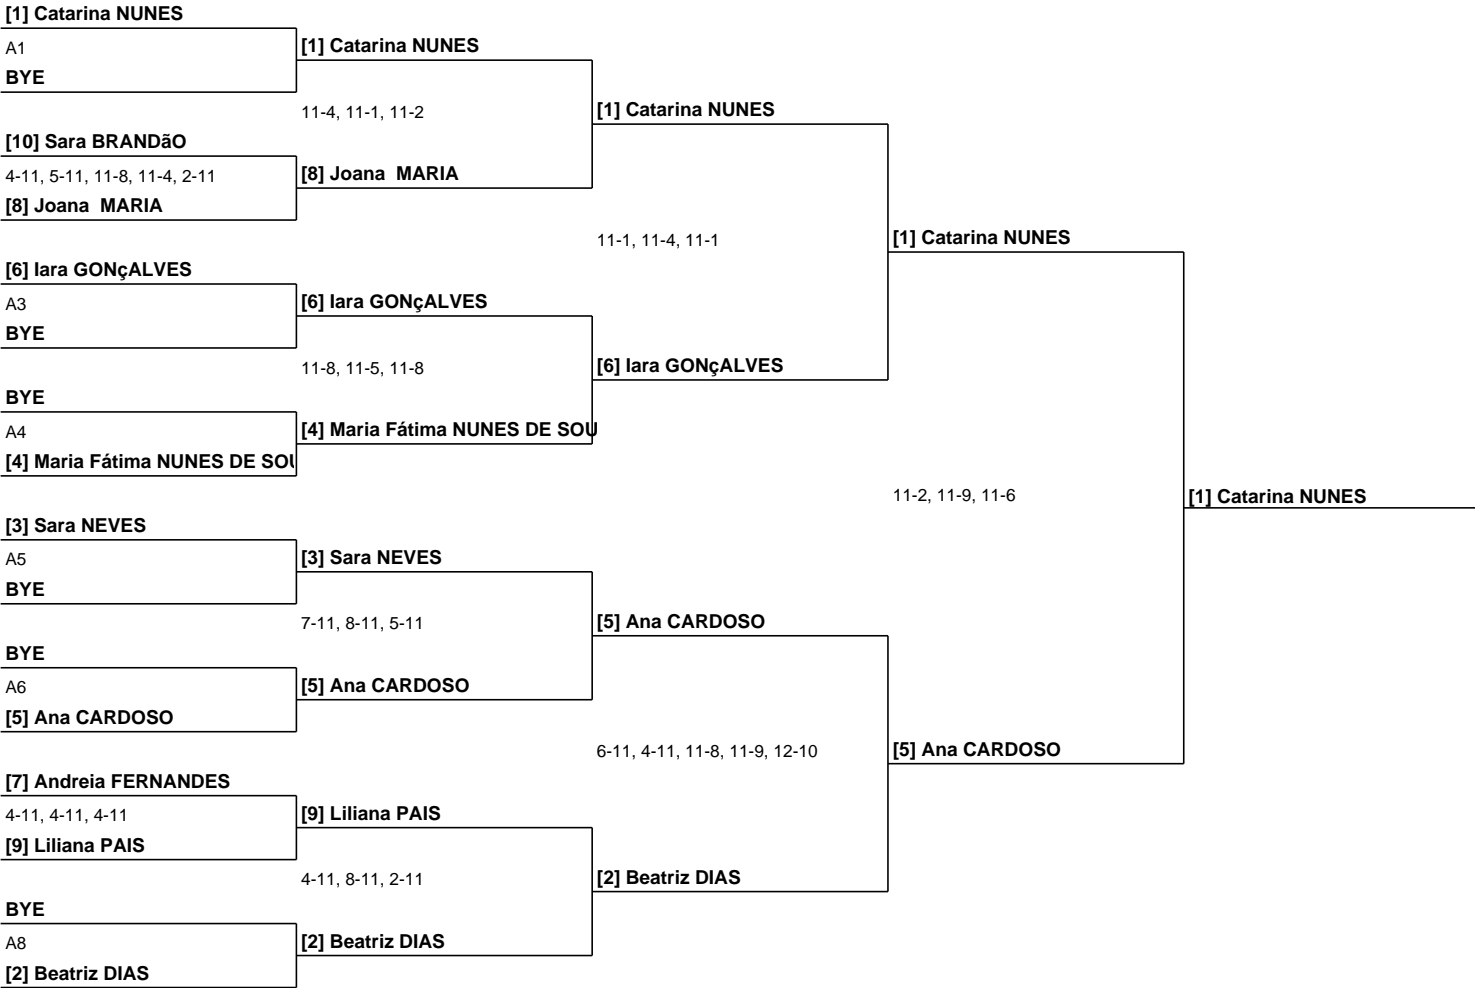 [1] Catarina NUNES
A1
BYE
[10] Sara BRANDãO
4-11, 5-11, 11-8, 11-4, 2-11
[8] Joana  MARIA
[6] Iara GONçALVES
A3
BYE
BYE
A4
[4] Maria Fátima NUNES DE SOU
[3] Sara NEVES
A5
BYE
BYE
A6
[5] Ana CARDOSO
[7] Andreia FERNANDES
4-11, 4-11, 4-11
[9] Liliana PAIS
BYE
A8
[2] Beatriz DIAS
[1] Catarina NUNES
11-4, 11-1, 11-2
[8] Joana  MARIA
[6] Iara GONçALVES
11-8, 11-5, 11-8
[4] Maria Fátima NUNES DE SOU
[3] Sara NEVES
7-11, 8-11, 5-11
[5] Ana CARDOSO
[9] Liliana PAIS
4-11, 8-11, 2-11
[2] Beatriz DIAS
[1] Catarina NUNES
11-1, 11-4, 11-1
[6] Iara GONçALVES
[5] Ana CARDOSO
6-11, 4-11, 11-8, 11-9, 12-10
[2] Beatriz DIAS
[1] Catarina NUNES
11-2, 11-9, 11-6
[5] Ana CARDOSO
[1] Catarina NUNES